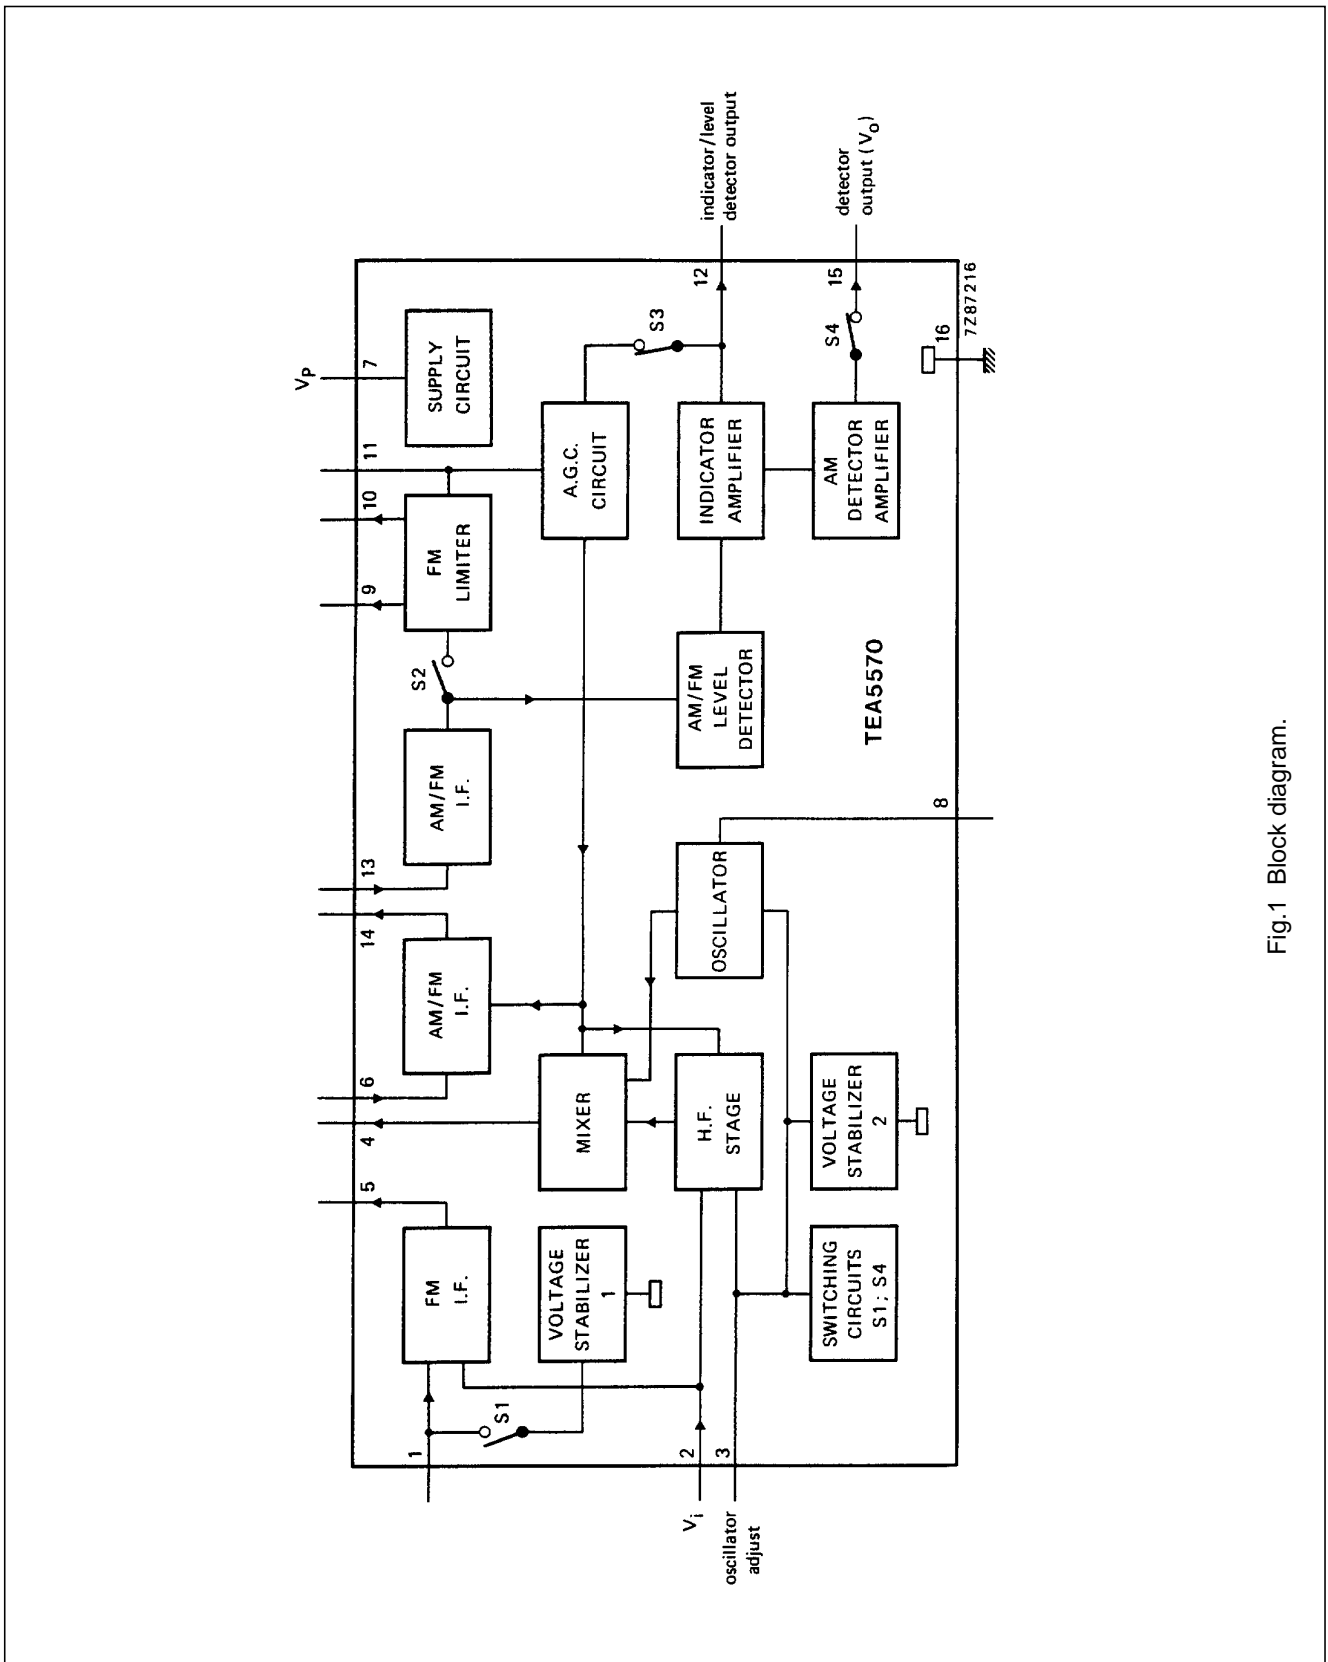 5
4
6
14
13
9
10
11
7
V_P
FM
I.F.
AM/FM
I.F.
AM/FM
I.F.
S2
FM
LIMITER
SUPPLY
CIRCUIT
1
S1
VOLTAGE
STABILIZER
1
MIXER
A.G.C.
CIRCUIT
S3
2
V_i
3
oscillator
adjust
H.F.
STAGE
OSCILLATOR
AM/FM
LEVEL
DETECTOR
INDICATOR
AMPLIFIER
12
indicator/level
detector output
SWITCHING
CIRCUITS
S1; S4
VOLTAGE
STABILIZER
2
TEA5570
AM
DETECTOR
AMPLIFIER
S4
15
detector
output (V_o)
8
16
7Z87216
Fig.1 Block diagram.